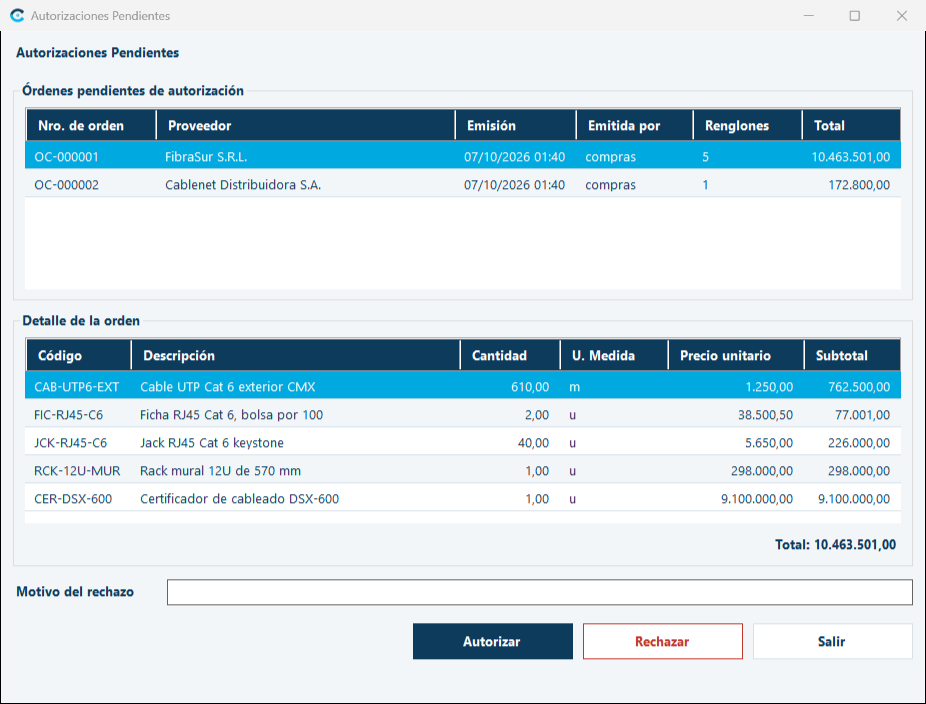 Autorizaciones Pendientes
Autorizaciones Pendientes
Órdenes pendientes de autorización
Nro. de orden Proveedor Emisión Emitida por Renglones Total
OC-000001 FibraSur S.R.L. 07/10/2026 01:40 compras 5 10.463.501,00
OC-000002 Cablenet Distribuidora S.A. 07/10/2026 01:40 compras 1 172.800,00
Detalle de la orden
Código Descripción Cantidad U. Medida Precio unitario Subtotal
CAB-UTP6-EXT Cable UTP Cat 6 exterior CMX 610,00 m 1.250,00 762.500,00
FIC-RJ45-C6 Ficha RJ45 Cat 6, bolsa por 100 2,00 u 38.500,50 77.001,00
JCK-RJ45-C6 Jack RJ45 Cat 6 keystone 40,00 u 5.650,00 226.000,00
RCK-12U-MUR Rack mural 12U de 570 mm 1,00 u 298.000,00 298.000,00
CER-DSX-600 Certificador de cableado DSX-600 1,00 u 9.100.000,00 9.100.000,00
Total: 10.463.501,00
Motivo del rechazo
Autorizar Rechazar Salir